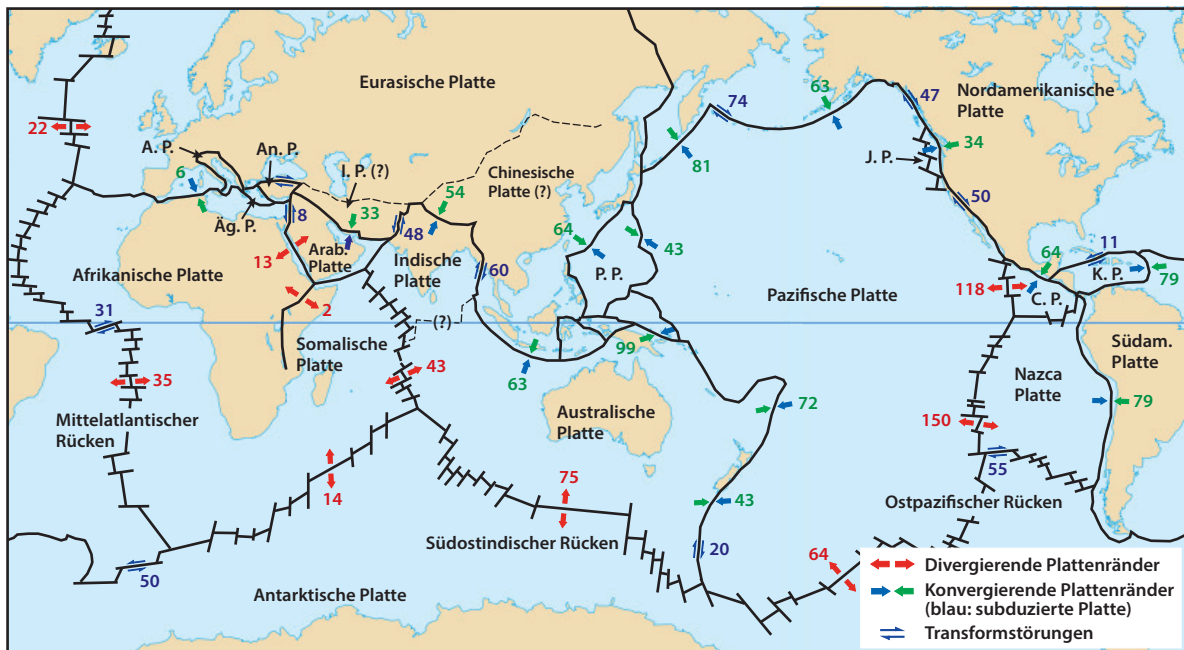 Eurasische Platte
63
Nordamerikanische
Platte
74
47
22
A. P.
An. P.
81
34
J. P.
I. P. (?)
Chinesische
Platte (?)
6
54
50
Äg. P.
8
33
48
64
43
64
11
Afrikanische Platte
13
Arab.
Platte
Indische
Platte
60
P. P.
Pazifische Platte
118
K. P.
79
C. P.
31
2
(?)
Somalische
Platte
99
Südam.
Platte
35
43
63
Nazca
Platte
Mittelatlantischer
Rücken
Australische
Platte
72
79
150
14
75
43
55
Ostpazifischer Rücken
Südostindischer Rücken
20
64
50
Antarktische Platte
Divergierende Plattenränder
Konvergierende Plattenränder
(blau: subduzierte Platte)
Transformstörungen